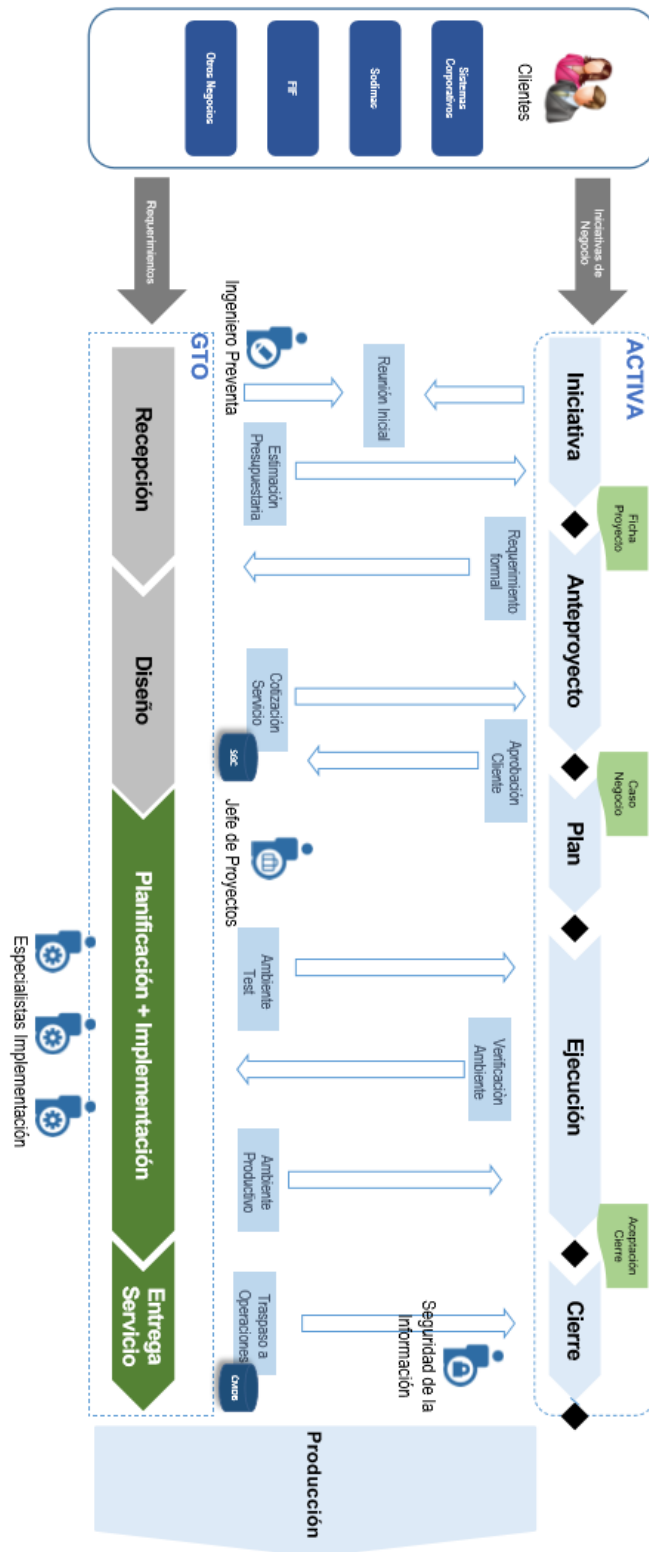 Clientes
Sistemas
Corporativos
Sodimac
FIF
Otros Negocios
Iniciativas de
Negocio
Requerimientos
ACTIVA
Iniciativa
Ficha
Proyecto
Anteproyecto
Caso
Negocio
Plan
Ejecución
Aceptación
Cierre
Cierre
Reunión Inicial
Requerimiento
formal
Aprobación
Cliente
Verificación
Ambiente
Seguridad de la
Información
Ingeniero Preventa
Estimación
Presupuestaria
Cotización
Servicio
SGC
Jefe de Proyectos
Ambiente
Test
Ambiente
Productivo
Traspaso a
Operaciones
CMDB
GTO
Recepción
Diseño
Planificación + Implementación
Entrega
Servicio
Especialistas Implementación
Producción